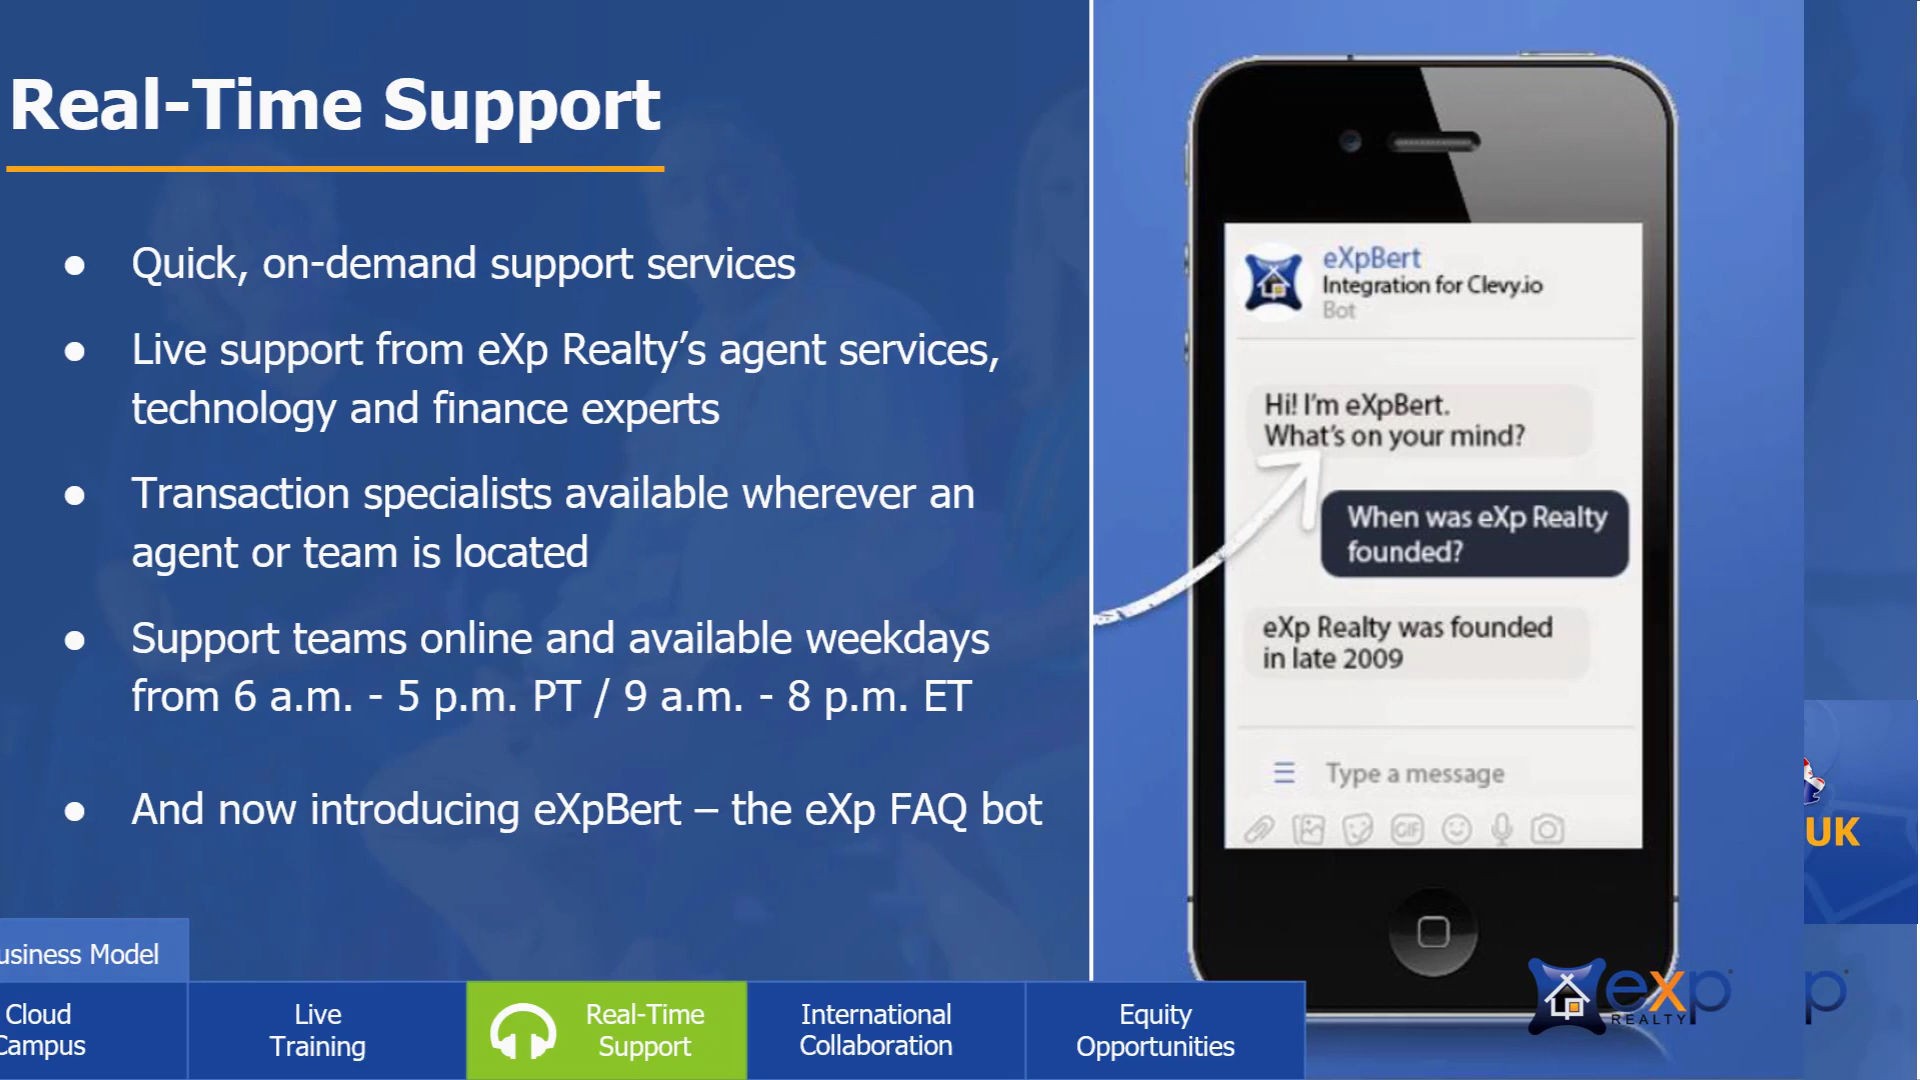 Real-Time Support
● Quick, on-demand support services
● Live support from eXp Realty’s agent services,
technology and finance experts
● Transaction specialists available wherever an
agent or team is located
● Support teams online and available weekdays
from 6 a.m. - 5 p.m. PT / 9 a.m. - 8 p.m. ET
● And now introducing eXpBert – the eXp FAQ bot
eXpBert
Integration for Clevy.io
Bot
Hi! I’m eXpBert.
What’s on your mind?
When was eXp Realty
founded?
eXp Realty was founded
in late 2009
Type a message
GIF
UK
usiness Model
Cloud
Campus
Live
Training
Real-Time
Support
International
Collaboration
Equity
Opportunities
exp
REALTY
p